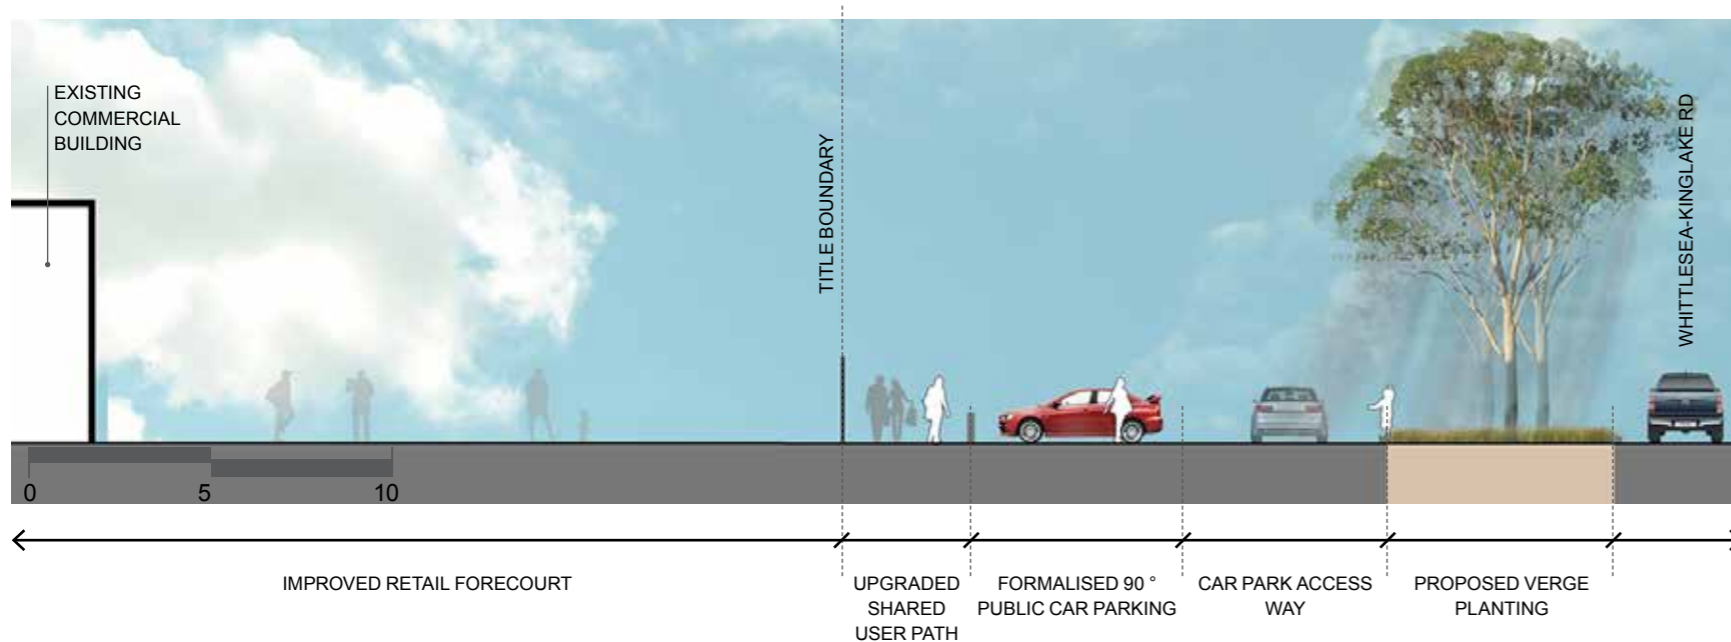 EXISTING
COMMERCIAL
BUILDING
TITLE BOUNDARY
WHITTLESEA-KINGLAKE RD
0
5
10
IMPROVED RETAIL FORECOURT
UPGRADED
SHARED
USER PATH
FORMALISED 90 °
PUBLIC CAR PARKING
CAR PARK ACCESS
WAY
PROPOSED VERGE
PLANTING